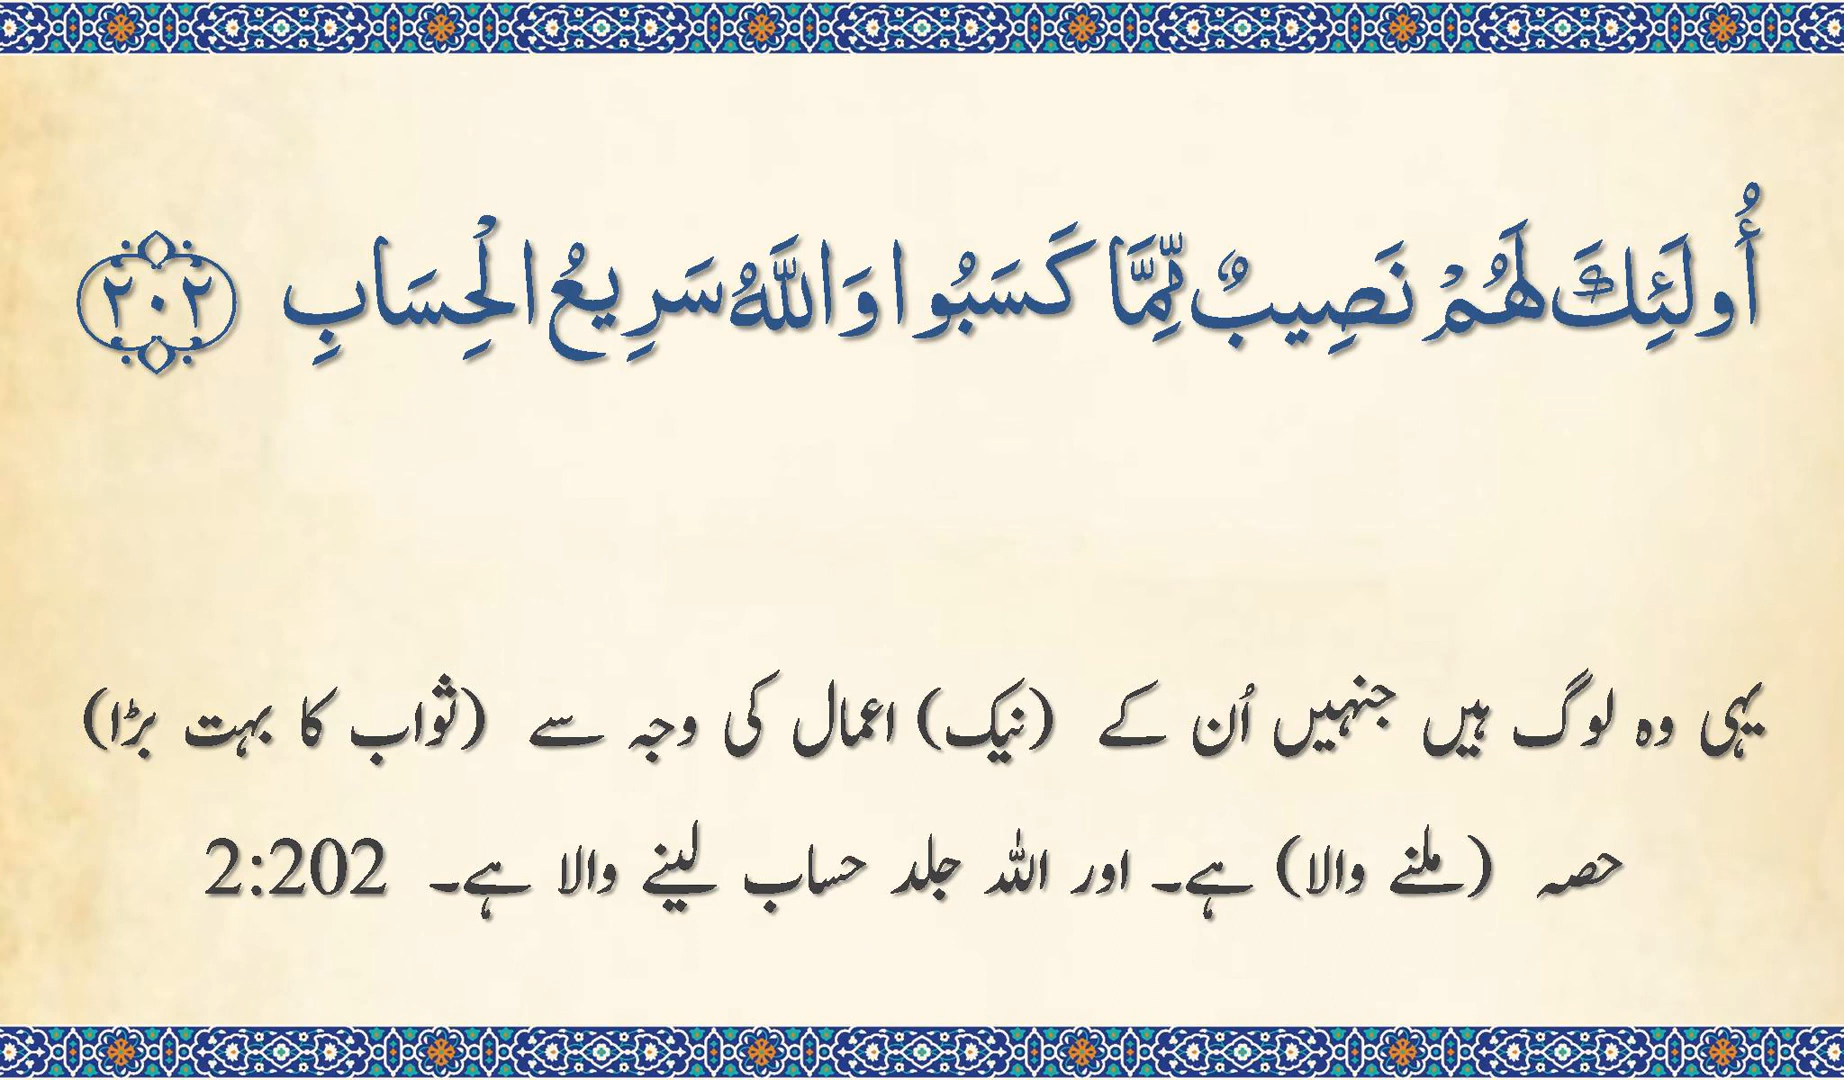 أُولَئِكَ لَهُمْ نَصِيبٌ مِّمَّا كَسَبُوا وَاللَّهُ سَرِيعُ الْحِسَابِ ٢٠٢
یہی وہ لوگ ہیں جنہیں اُن کے (نیک) اعمال کی وجہ سے (ثواب کا بہت بڑا)
حصہ (ملنے والا) ہے۔ اور اللہ جلد حساب لینے والا ہے۔ 2:202